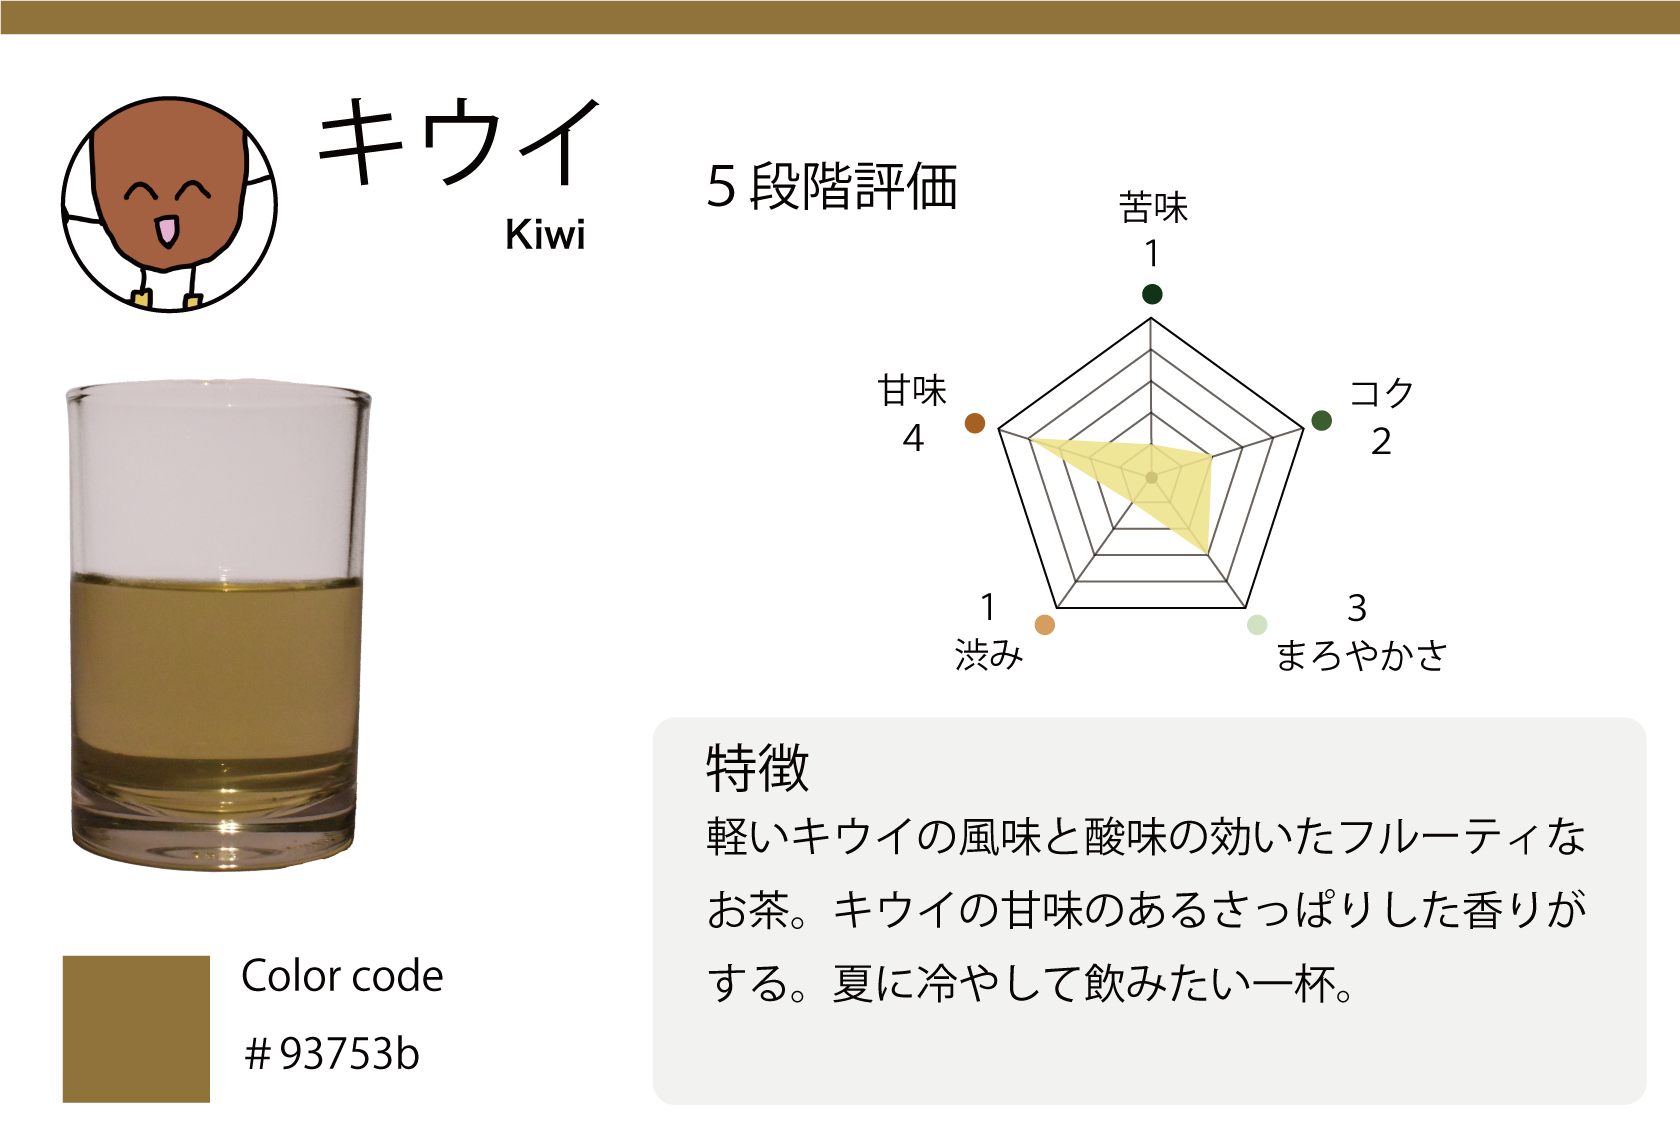 キウイ
Kiwi
5段階評価
苦味
1
甘味
4
コク
2
1
渋み
3
まろやかさ
特徴
軽いキウイの風味と酸味の効いたフルーティな
お茶。キウイの甘味のあるさっぱりした香りが
する。夏に冷やして飲みたい一杯。
Color code
#93753b